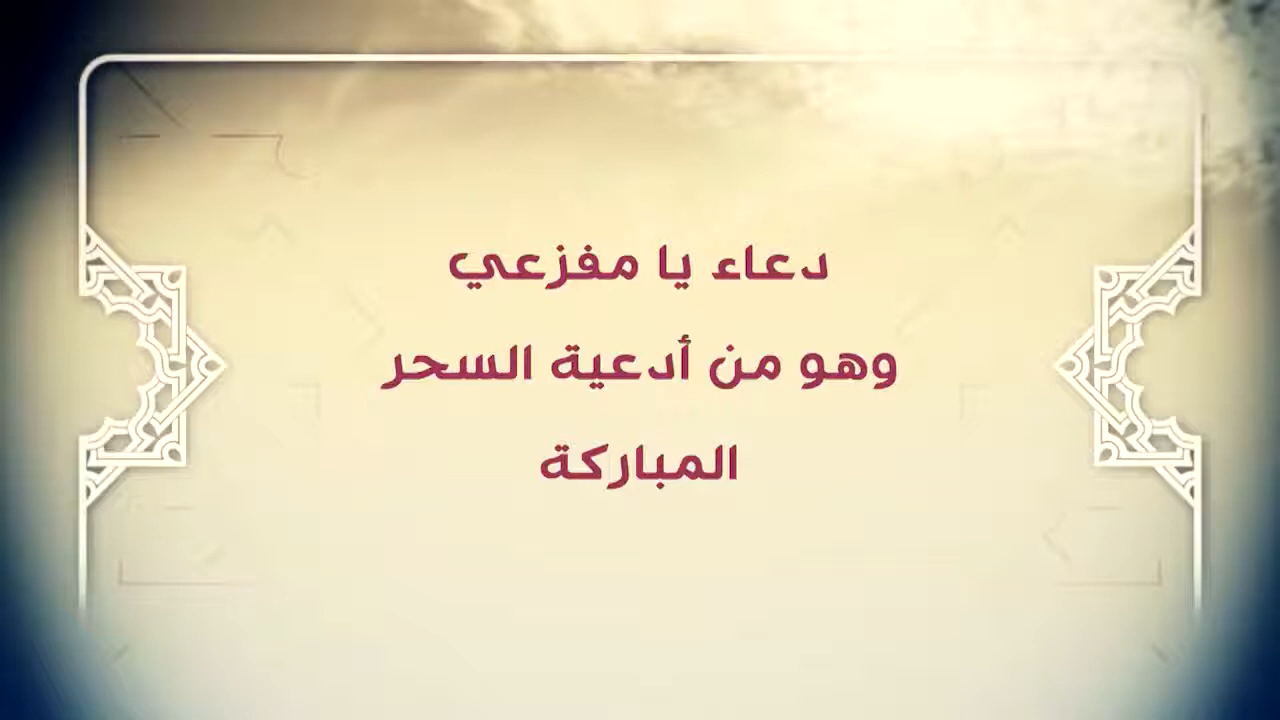 دعاء يا مفزعي
وهو من أدعية السحر
المباركة